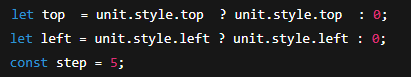 let top  = unit.style.top  ? unit.style.top  : 0;
let left = unit.style.left ? unit.style.left : 0;
const step = 5;